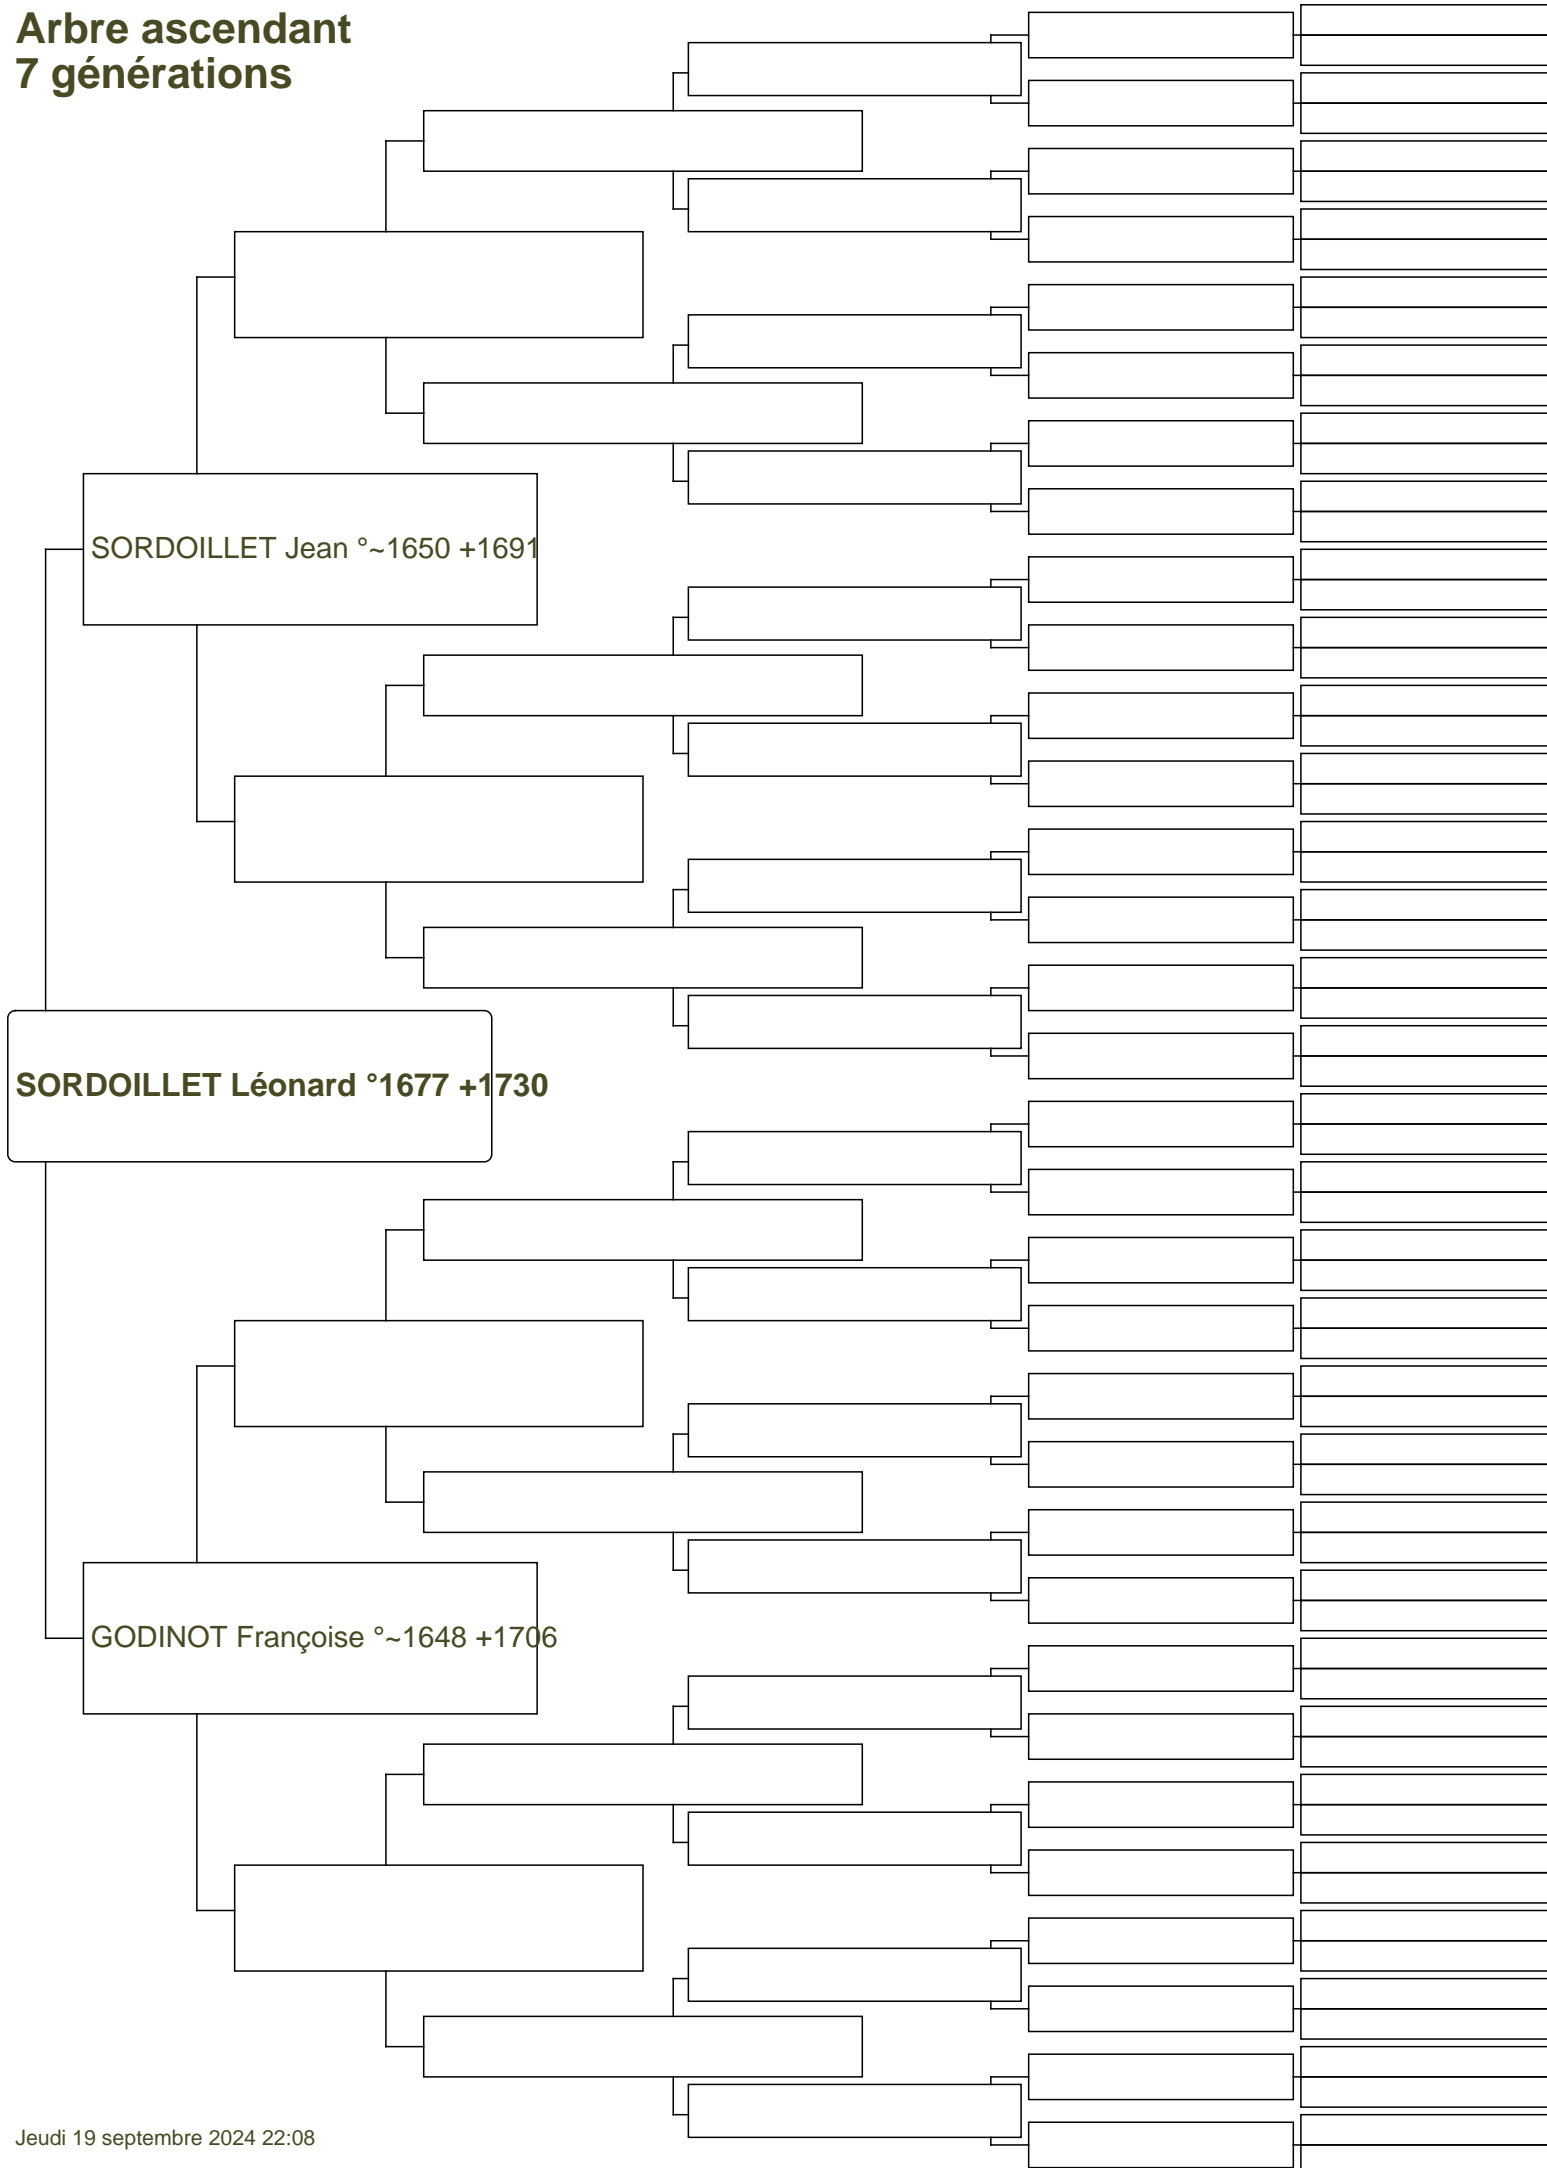 Arbre ascendant
7 générations
SORDOILLET Jean °~1650 +1691
SORDOILLET Léonard °1677 +1730
GODINOT Françoise °~1648 +1706
Jeudi 19 septembre 2024 22:08